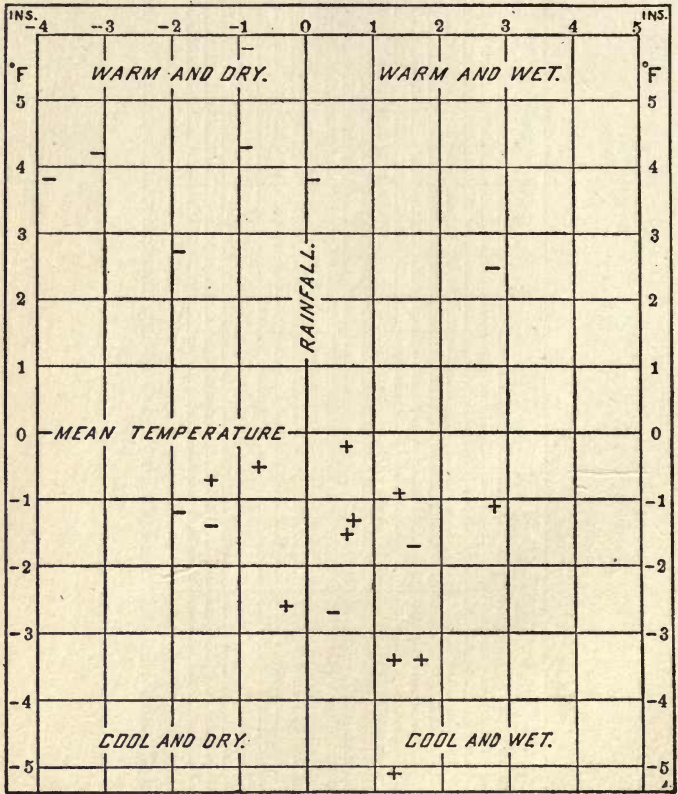 INS. INS.
-4 -3 -2 -1 0 1 2 3 5
°F WARM AND DRY. WARM AND WET. °F
5 5
4 4
3 3
RAINFALL.
2 2
1 1
0 MEAN TEMPERATURE 0
-1 -1
-2 -2
-3 -3
-4 -4
COOL AND DRY. COOL AND WET.
-5 -5